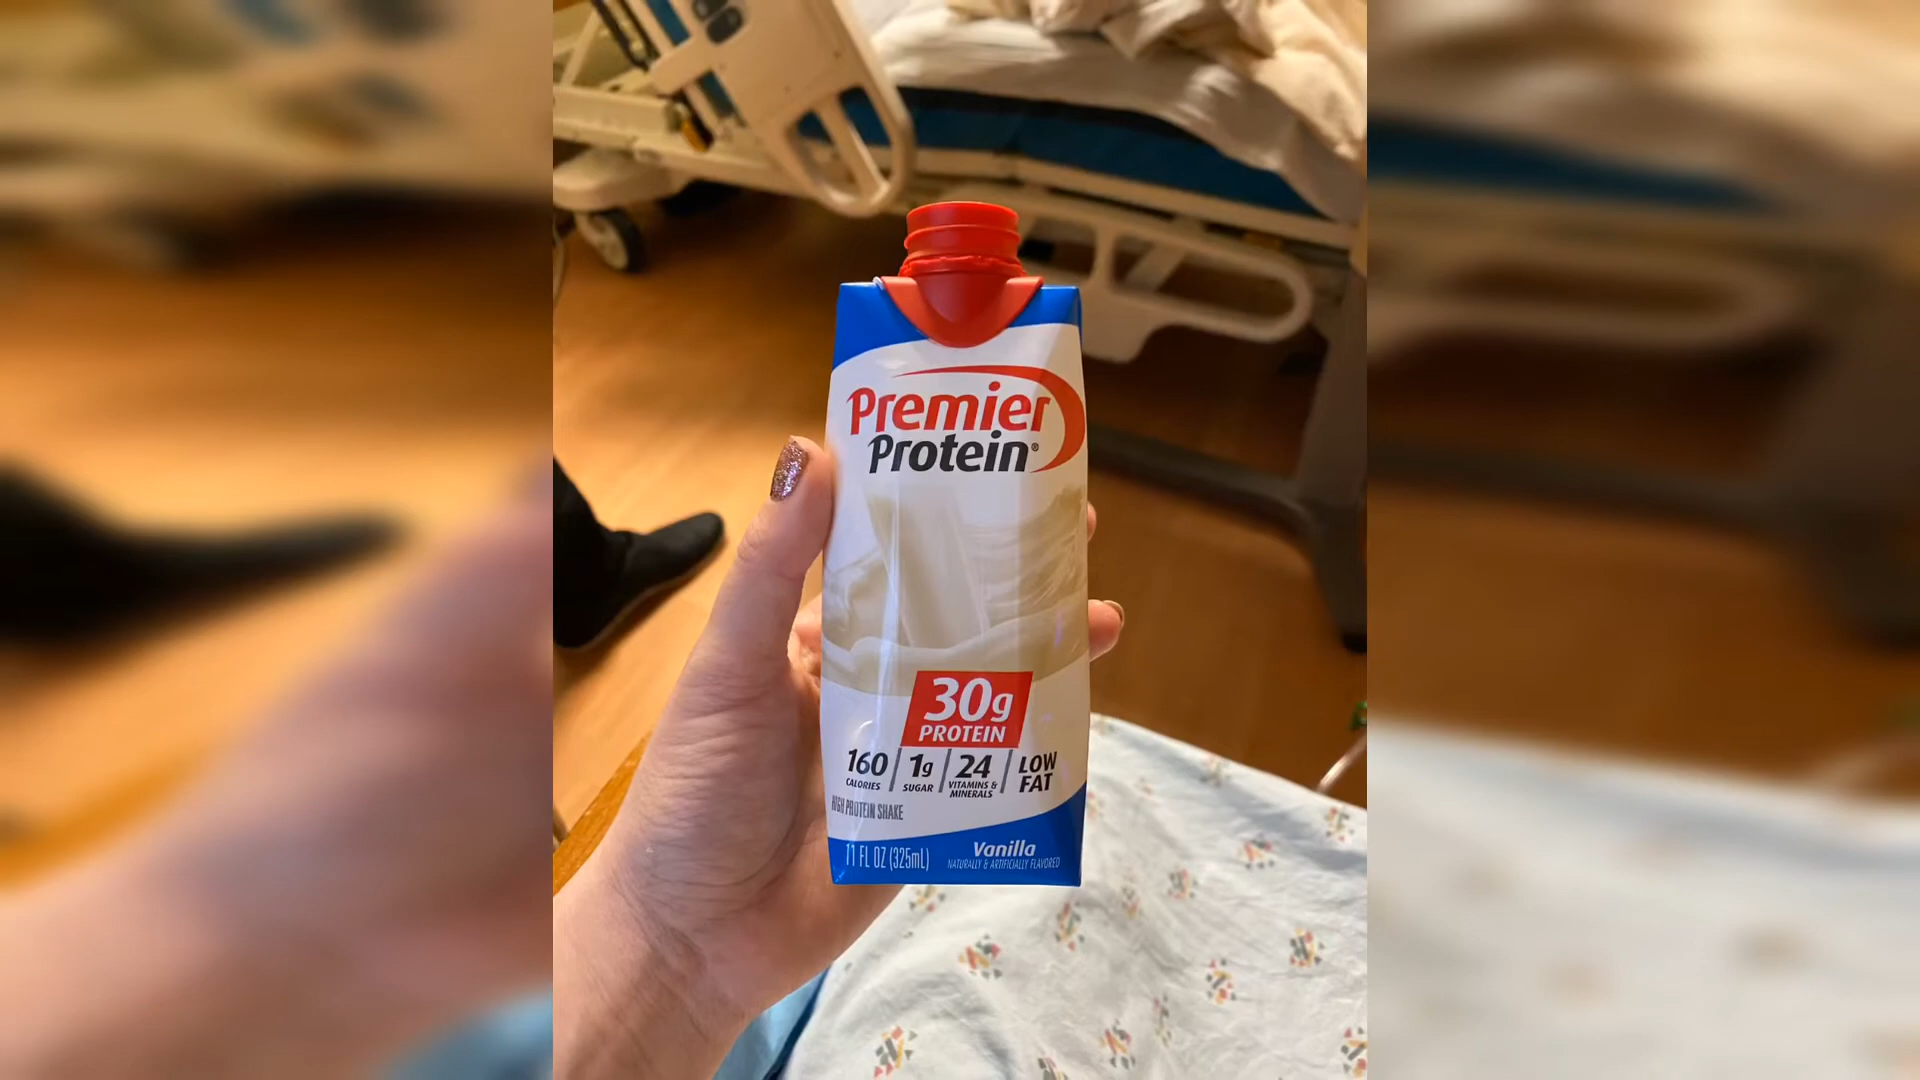 Premier
Protein®
30g
PROTEIN
160 CALORIES
1g SUGAR
24 VITAMINS & MINERALS
LOW FAT
HIGH PROTEIN SHAKE
11 FL OZ (325mL)
Vanilla
NATURALLY & ARTIFICIALLY FLAVORED